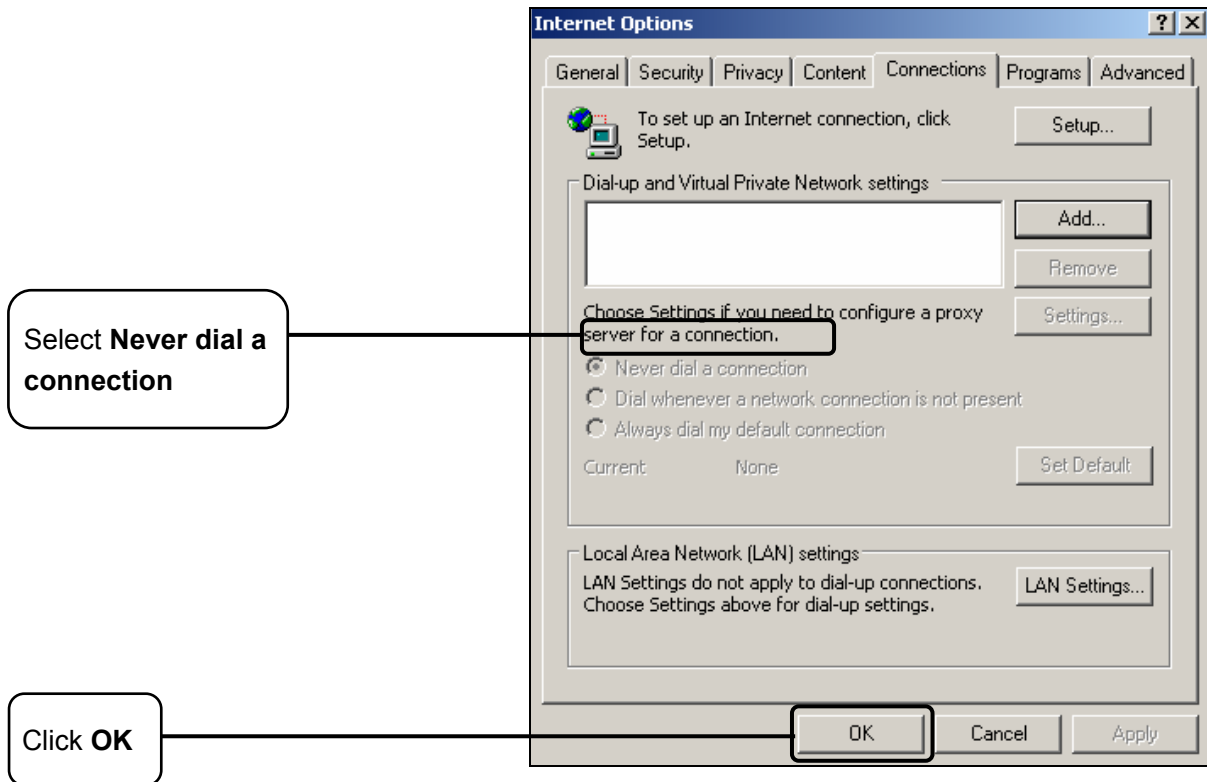 Internet Options
? X
General Security Privacy Content Connections Programs Advanced
To set up an Internet connection, click
Setup.
Setup...
Dial-up and Virtual Private Network settings
Add...
Remove
Choose Settings if you need to configure a proxy
server for a connection.
Settings...
Select Never dial a
connection
Never dial a connection
Dial whenever a network connection is not present
Always dial my default connection
Current None
Set Default
Local Area Network (LAN) settings
LAN Settings do not apply to dial-up connections.
Choose Settings above for dial-up settings.
LAN Settings...
Click OK
OK Cancel Apply